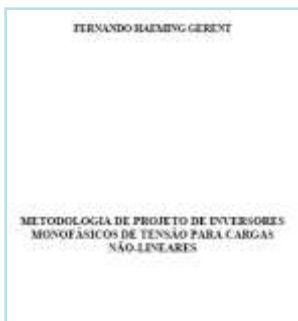 FERNANDO HAEMING GERENT
METODOLOGIA DE PROJETO DE INVERSORES
MONOFÁSICOS DE TENSÃO PARA CARGAS
NÃO-LINEARES